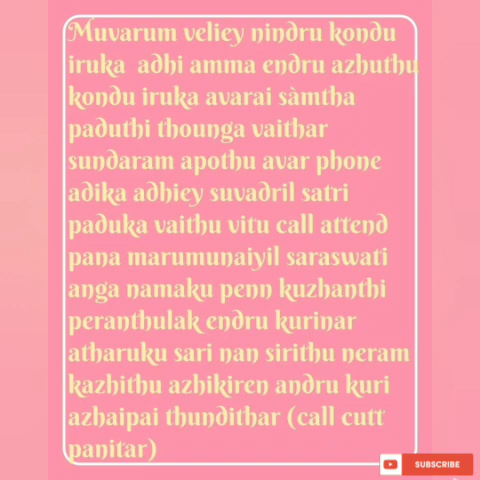 Muvarum veliey nindru kondu
iruka adhi amma endru azhuthu
kondu iruka avarai sàmtha
paduthi thounga vaithar
sundaram apothu avar phone
adika adhiey suvadril satri
paduka vaithu vitu call attend
pana marumunaiyil saraswati
anga namaku penn kuzhanthi
peranthulak endru kurinar
atharuku sari nan sirithu neram
kazhithu azhikiren andru kuri
azhaipai thundithar (call cutt
panitar)
SUBSCRIBE